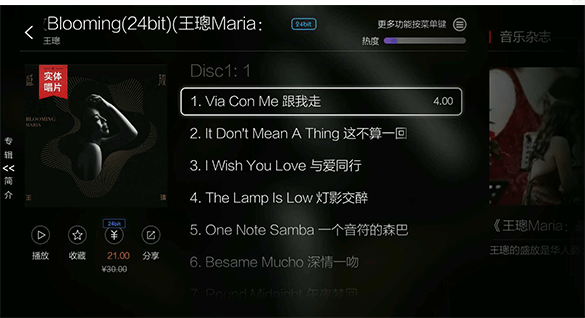 Blooming(24bit)(王璁Maria:
24bit
更多功能按菜单键
王璁
热度
音乐杂志
实体
唱片
BLOOMING
MARIA
王
璁
专辑
<<
简介
Disc1: 1
1. Via Con Me 跟我走
4.00
2. It Don't Mean A Thing 这不算一回
3. I Wish You Love 与爱同行
4. The Lamp Is Low 灯影交醉
5. One Note Samba 一个音符的森巴
6. Besame Mucho 深情一吻
7. Round Midnight 午夜梦回
24bit
播放
收藏
21.00
¥30.00
分享
《王璁Maria:
王璁的盛放是华人